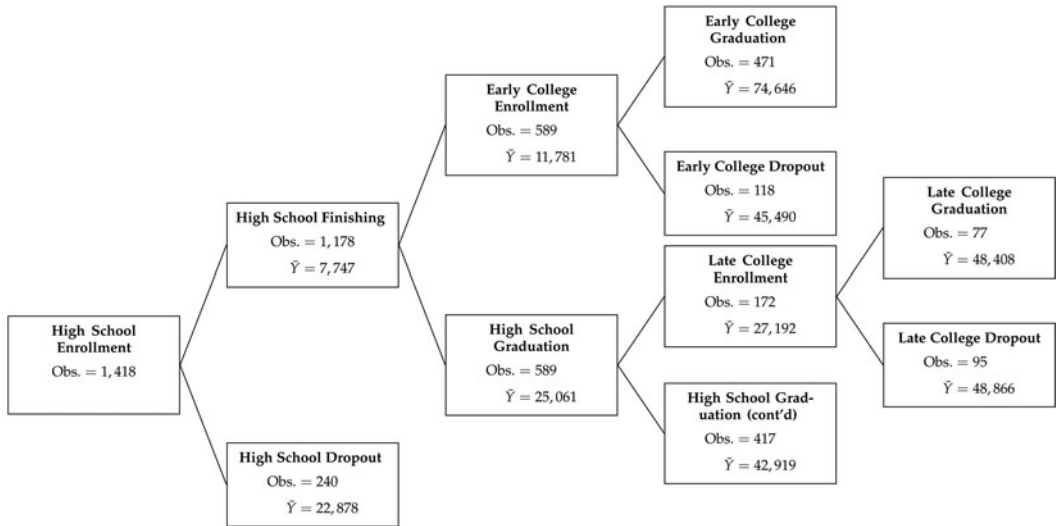 High School
Enrollment
Obs. = 1,418
High School Finishing
Obs. = 1,178
Ȳ = 7,747
High School Dropout
Obs. = 240
Ȳ = 22,878
Early College
Enrollment
Obs. = 589
Ȳ = 11,781
High School
Graduation
Obs. = 589
Ȳ = 25,061
Early College
Graduation
Obs. = 471
Ȳ = 74,646
Early College Dropout
Obs. = 118
Ȳ = 45,490
Late College
Enrollment
Obs. = 172
Ȳ = 27,192
High School Grad-
uation (cont'd)
Obs. = 417
Ȳ = 42,919
Late College
Graduation
Obs. = 77
Ȳ = 48,408
Late College Dropout
Obs. = 95
Ȳ = 48,866